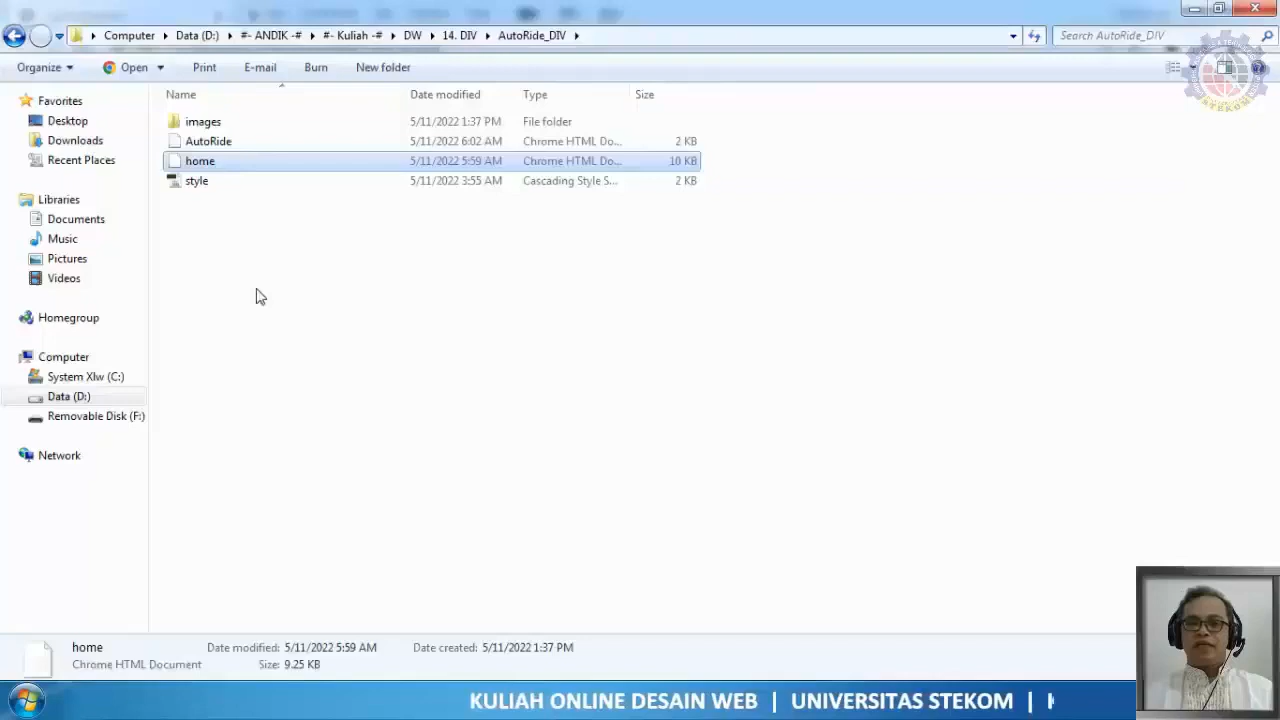 Computer Data (D:) #- ANDIK -# #- Kuliah -# DW 14. DIV AutoRide_DIV Search AutoRide_DIV
Organize Open Print E-mail Burn New folder
Name Date modified Type Size
Favorites
Desktop
Downloads
Recent Places
Libraries
Documents
Music
Pictures
Videos
Homegroup
Computer
System Xlw (C:)
Data (D:)
Removable Disk (F:)
Network
images 5/11/2022 1:37 PM File folder
AutoRide 5/11/2022 6:02 AM Chrome HTML Do... 2 KB
home 5/11/2022 5:59 AM Chrome HTML Do... 10 KB
style 5/11/2022 3:55 AM Cascading Style S... 2 KB
home Date modified: 5/11/2022 5:59 AM Date created: 5/11/2022 1:37 PM
Chrome HTML Document Size: 9.25 KB
KULIAH ONLINE DESAIN WEB | UNIVERSITAS STEKOM |
STEKOM